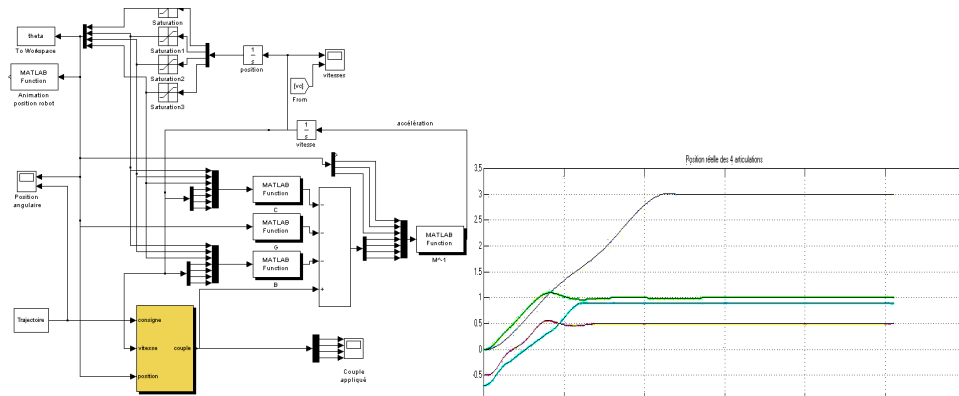 Saturation
theta
To Workspace
Saturation1
MATLAB
Function
Animation
position robot
Saturation2
Saturation3
1
s
position
vitesses
[vc]
From
accélération
1
s
vitesse
Position
angulaire
MATLAB
Function
C
MATLAB
Function
G
MATLAB
Function
B
MATLAB
Function
M^-1
Trajectoire
consigne
vitesse
position
couple
Couple
appliqué
Position réelle des 4 articulations
3.5
3
2.5
2
1.5
1
0.5
0
-0.5